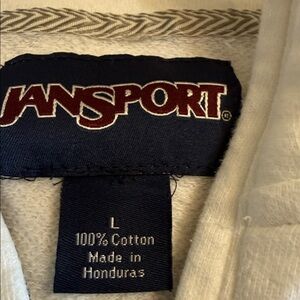 JANSPORT®
L
100% Cotton
Made in
Honduras